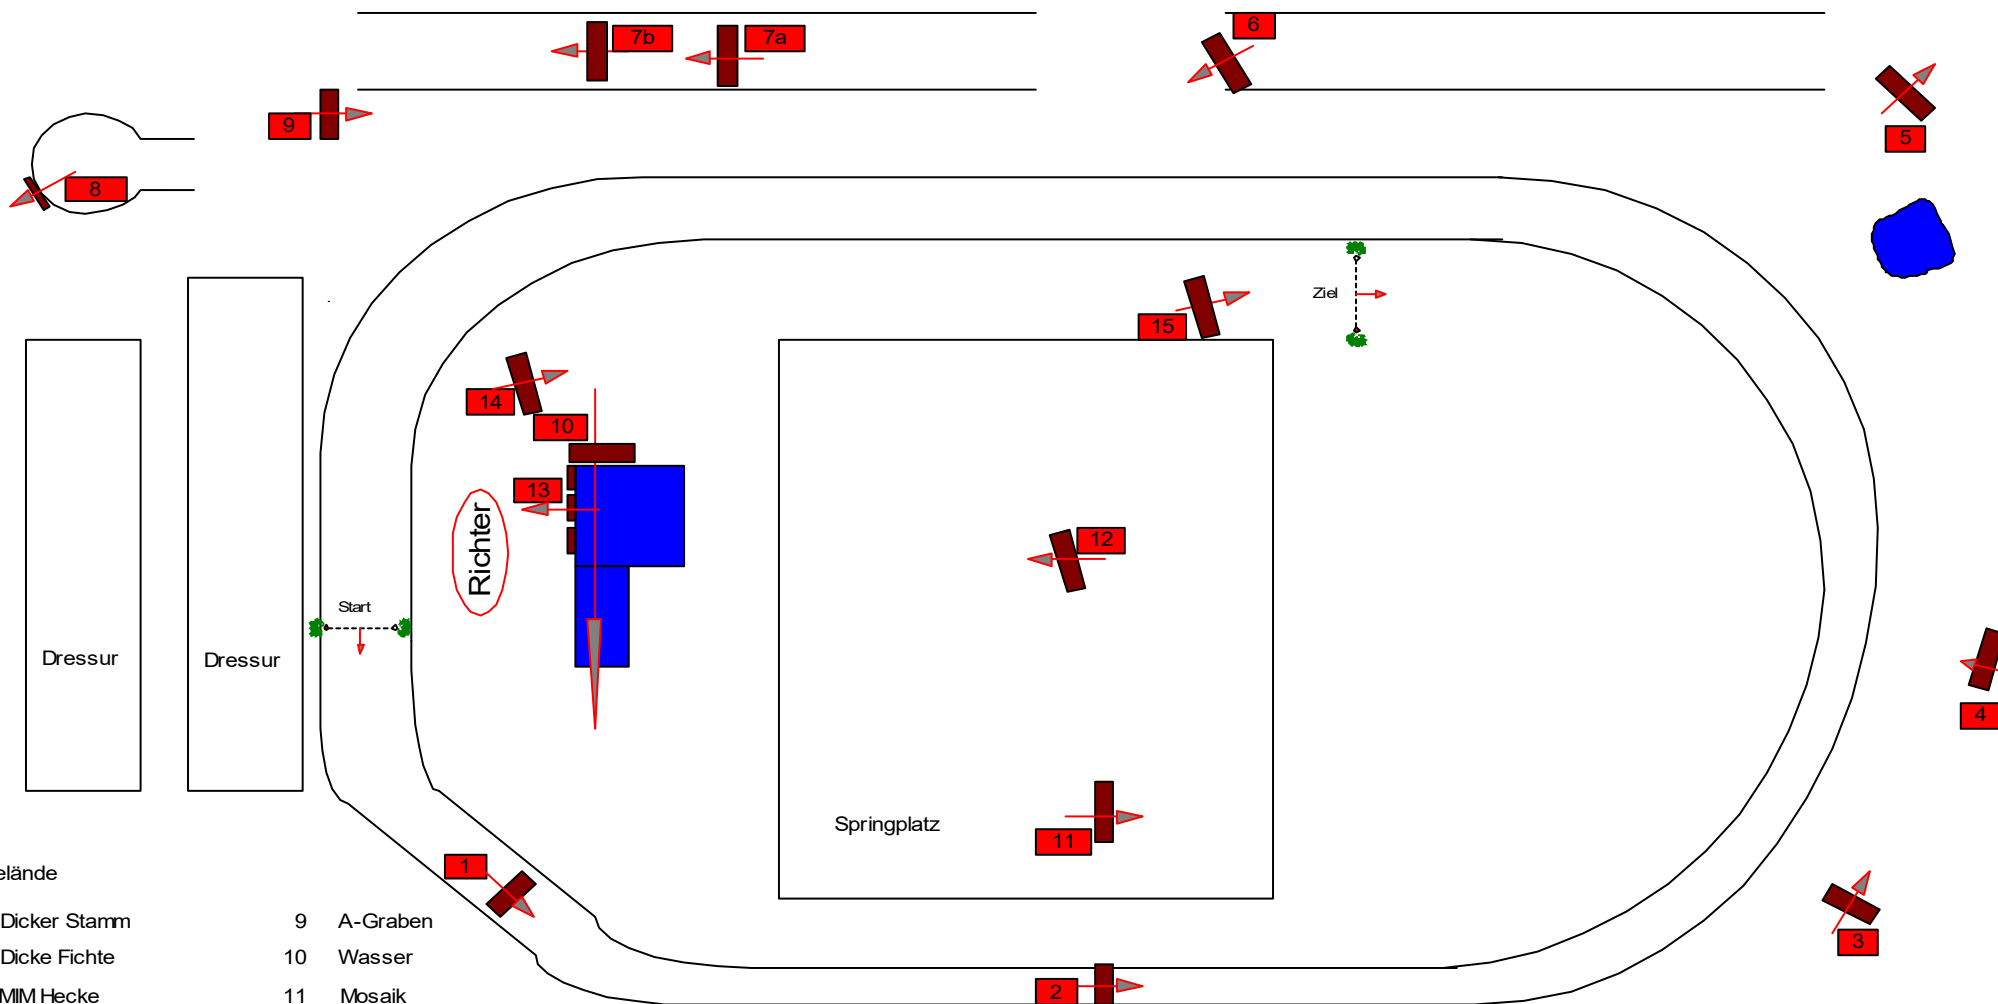 7b
7a
6
9
5
8
Ziel
15
14
10
13
Richter
12
Start
4
Dressur
Dressur
Springplatz
11
1
elände
Dicker Stamm 9 A-Graben
3
Dicke Fichte 10 Wasser
2
MIM Hecke 11 Mosaik